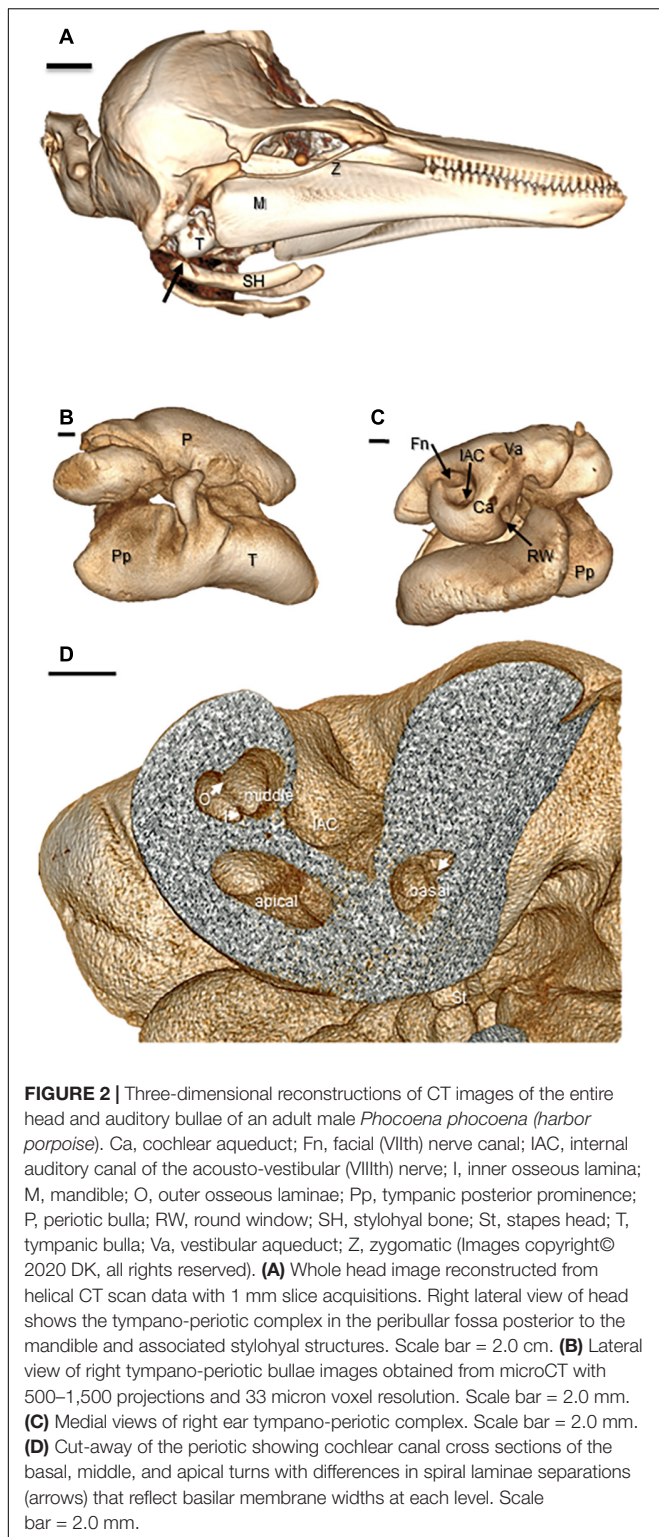 A
Z
M
T
SH
B
P
Pp
T
C
Fn
IAC
Va
Ca
RW
Pp
D
O
middle
I
IAC
apical
basal
St
FIGURE 2 | Three-dimensional reconstructions of CT images of the entire
head and auditory bullae of an adult male Phocoena phocoena (harbor
porpoise). Ca, cochlear aqueduct; Fn, facial (VIIth) nerve canal; IAC, internal
auditory canal of the acousto-vestibular (VIIIth) nerve; I, inner osseous lamina;
M, mandible; O, outer osseous laminae; Pp, tympanic posterior prominence;
P, periotic bulla; RW, round window; SH, stylohyal bone; St, stapes head; T,
tympanic bulla; Va, vestibular aqueduct; Z, zygomatic (Images copyright©
2020 DK, all rights reserved). (A) Whole head image reconstructed from
helical CT scan data with 1 mm slice acquisitions. Right lateral view of head
shows the tympano-periotic complex in the peribullar fossa posterior to the
mandible and associated stylohyal structures. Scale bar = 2.0 cm. (B) Lateral
view of right tympano-periotic bullae images obtained from microCT with
500–1,500 projections and 33 micron voxel resolution. Scale bar = 2.0 mm.
(C) Medial views of right ear tympano-periotic complex. Scale bar = 2.0 mm.
(D) Cut-away of the periotic showing cochlear canal cross sections of the
basal, middle, and apical turns with differences in spiral laminae separations
(arrows) that reflect basilar membrane widths at each level. Scale
bar = 2.0 mm.